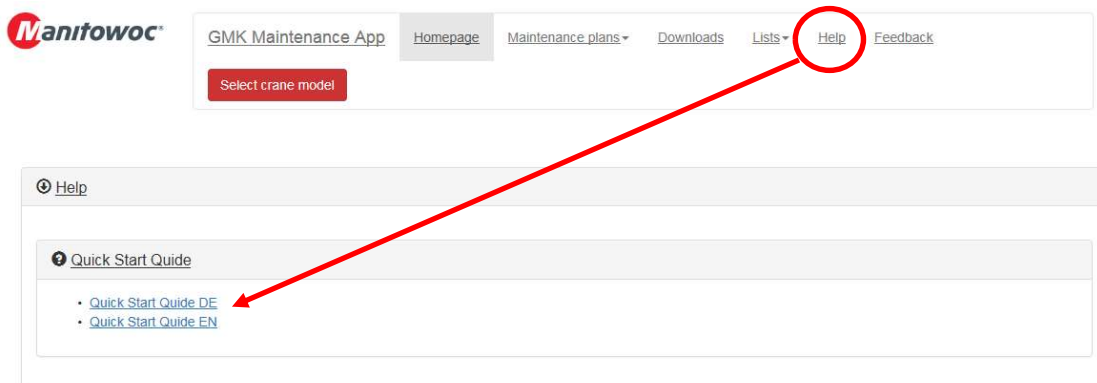 Manitowoc
GMK Maintenance App Homepage Maintenance plans Downloads Lists Help Feedback
Select crane model
Help
Quick Start Quide
Quick Start Quide DE
Quick Start Quide EN